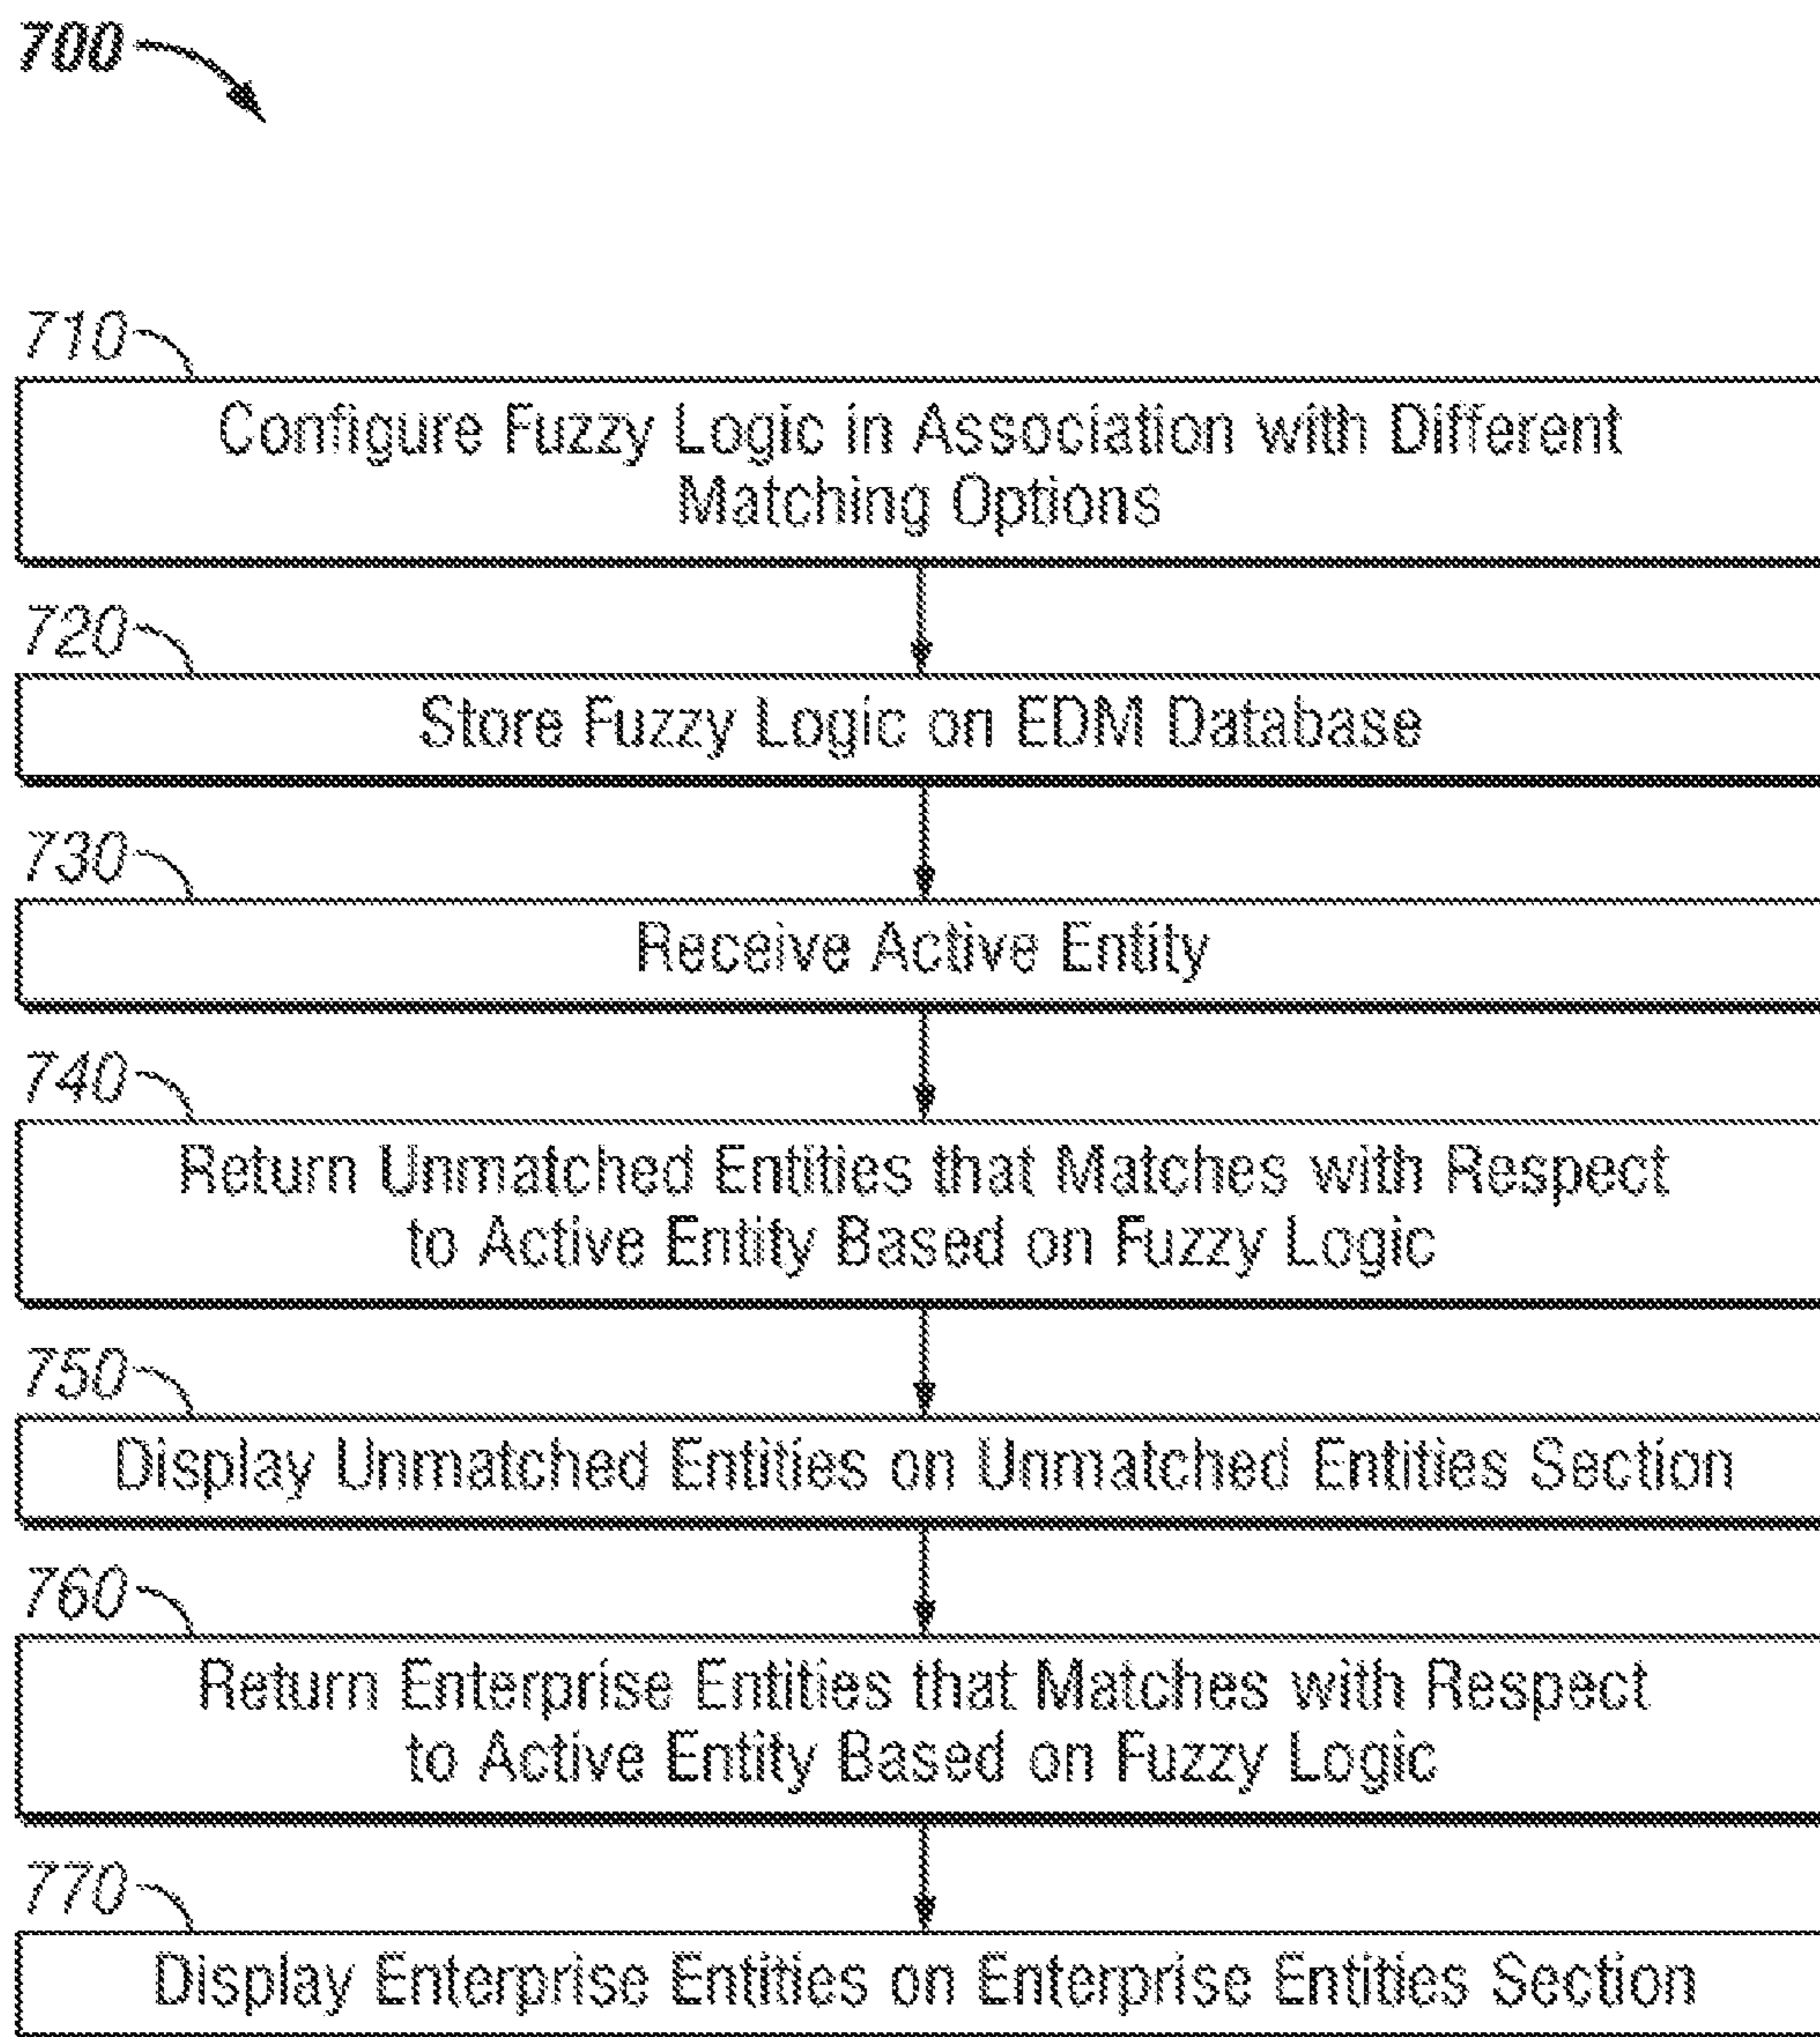 700
710
Configure Fuzzy Logic in Association with Different
Matching Options
720
Store Fuzzy Logic on EDM Database
730
Receive Active Entity
740
Return Unmatched Entities that Matches with Respect
to Active Entity Based on Fuzzy Logic
750
Display Unmatched Entities on Unmatched Entities Section
760
Return Enterprise Entities that Matches with Respect
to Active Entity Based on Fuzzy Logic
770
Display Enterprise Entities on Enterprise Entities Section